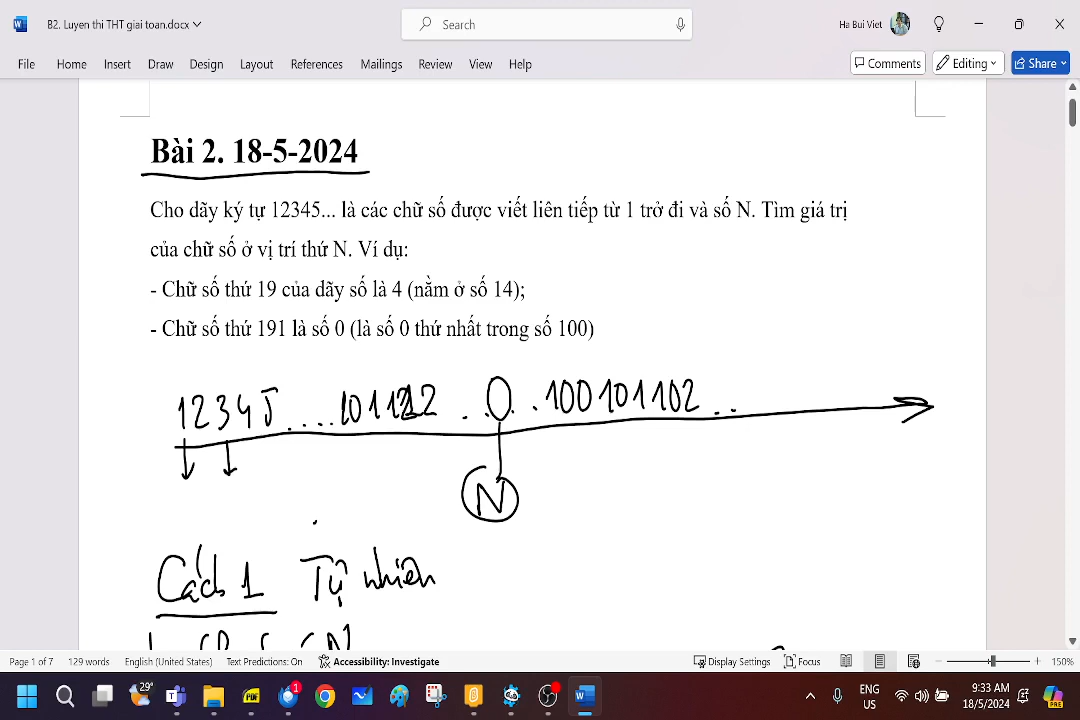 B2. Luyen thi THT giai toan.docx
Search
Ha Bui Viet
File Home Insert Draw Design Layout References Mailings Review View Help
Comments Editing Share
Bài 2. 18-5-2024
Cho dãy ký tự 12345... là các chữ số được viết liên tiếp từ 1 trở đi và số N. Tìm giá trị
của chữ số ở vị trí thứ N. Ví dụ:
- Chữ số thứ 19 của dãy số là 4 (nằm ở số 14);
- Chữ số thứ 191 là số 0 (là số 0 thứ nhất trong số 100)
12345....101112 ..0..100101102...
N
Cách 1 Tự nhiên
Page 1 of 7 129 words English (United States) Text Predictions: On Accessibility: Investigate Display Settings Focus 150%
29°
PDF
1
ENG
US
9:33 AM
18/5/2024
PRE